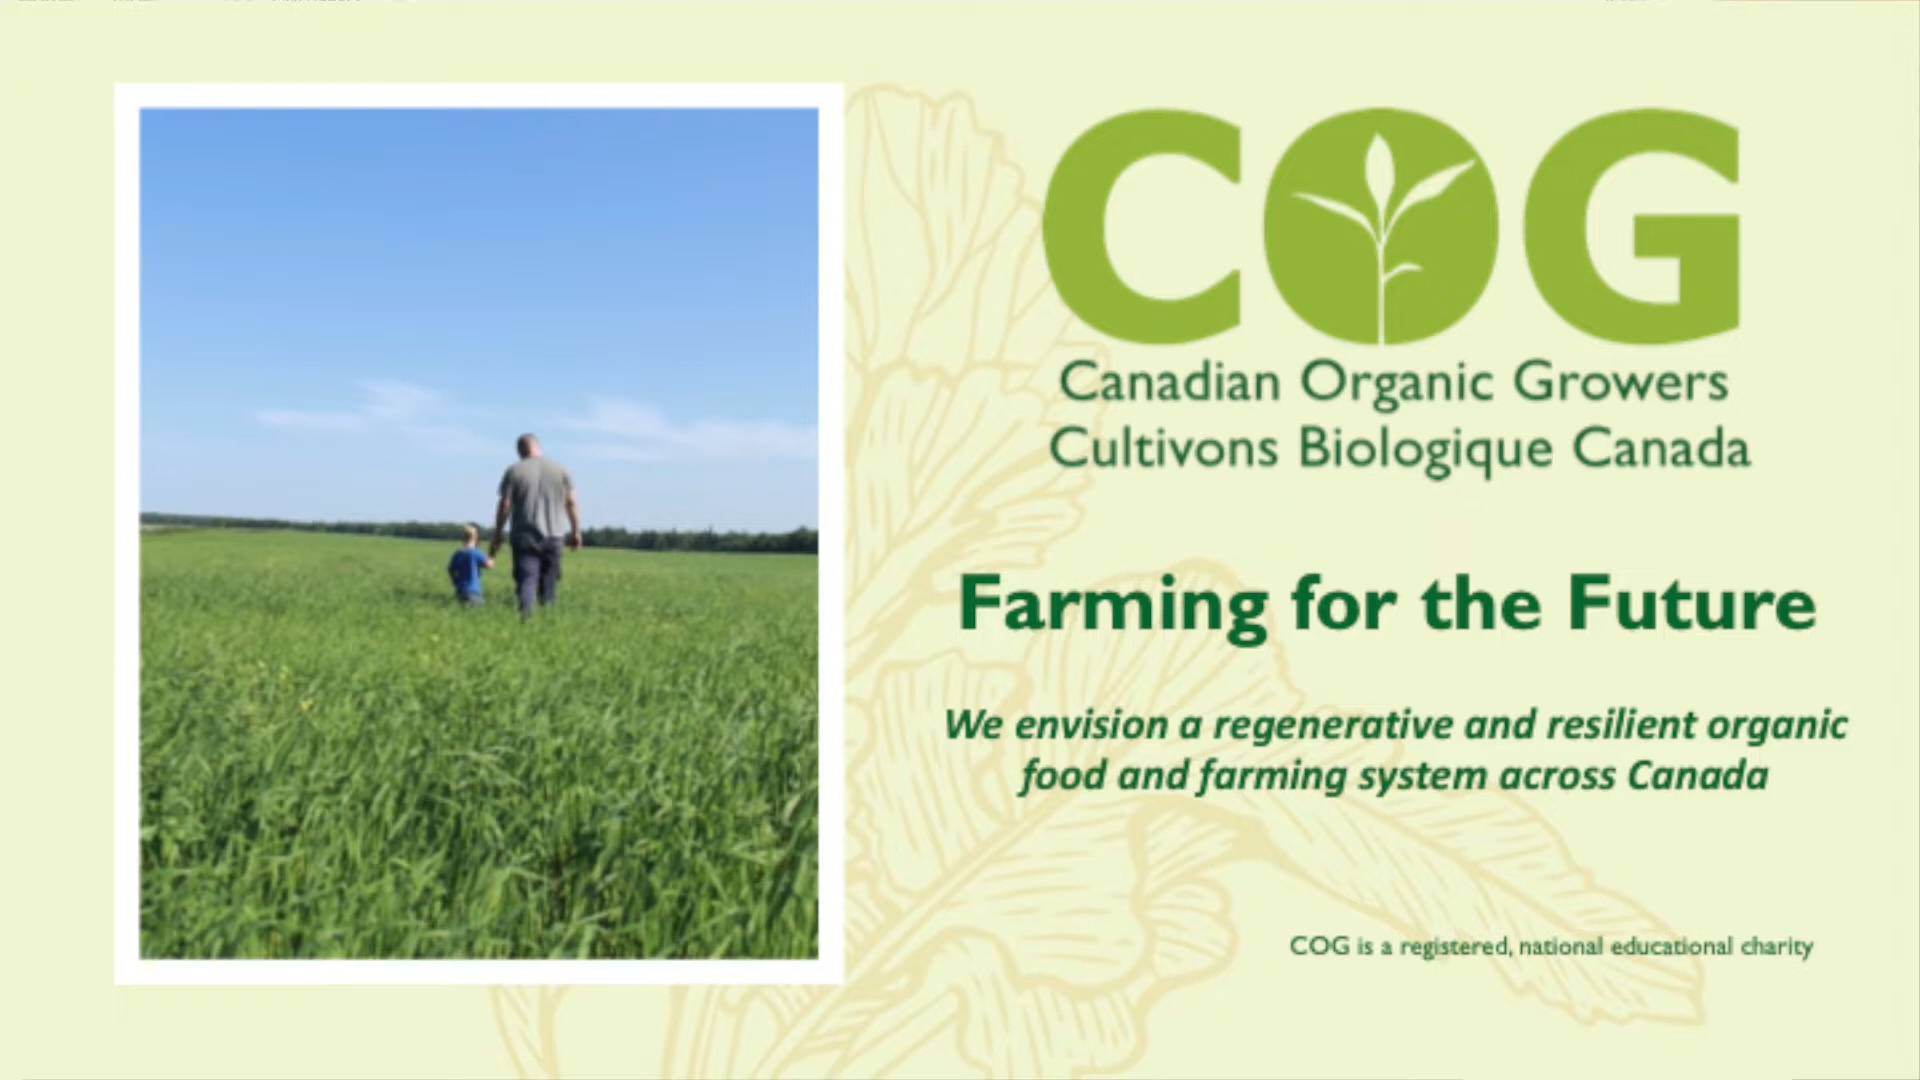 COG
Canadian Organic Growers
Cultivons Biologique Canada
Farming for the Future
We envision a regenerative and resilient organic
food and farming system across Canada
COG is a registered, national educational charity